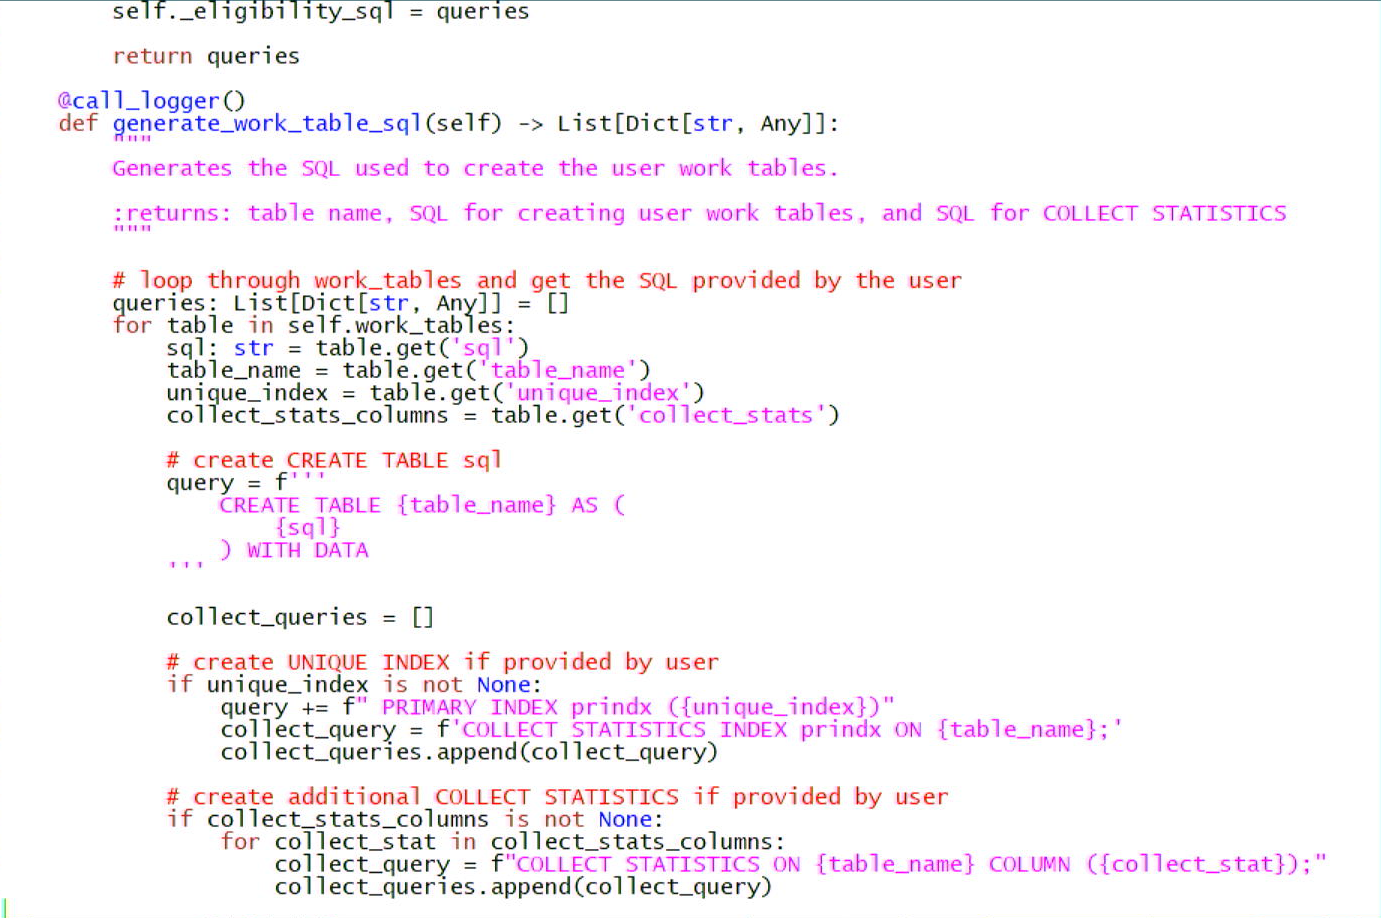 self._eligibility_sql = queries
return queries
@call_logger()
def generate_work_table_sql(self) -> List[Dict[str, Any]]:
"""
Generates the SQL used to create the user work tables.
:returns: table name, SQL for creating user work tables, and SQL for COLLECT STATISTICS
"""
# loop through work_tables and get the SQL provided by the user
queries: List[Dict[str, Any]] = []
for table in self.work_tables:
sql: str = table.get('sql')
table_name = table.get('table_name')
unique_index = table.get('unique_index')
collect_stats_columns = table.get('collect_stats')
# create CREATE TABLE sql
query = f'''
CREATE TABLE {table_name} AS (
{sql}
) WITH DATA
'''
collect_queries = []
# create UNIQUE INDEX if provided by user
if unique_index is not None:
query += f" PRIMARY INDEX prindx ({unique_index})"
collect_query = f'COLLECT STATISTICS INDEX prindx ON {table_name};'
collect_queries.append(collect_query)
# create additional COLLECT STATISTICS if provided by user
if collect_stats_columns is not None:
for collect_stat in collect_stats_columns:
collect_query = f"COLLECT STATISTICS ON {table_name} COLUMN ({collect_stat});"
collect_queries.append(collect_query)